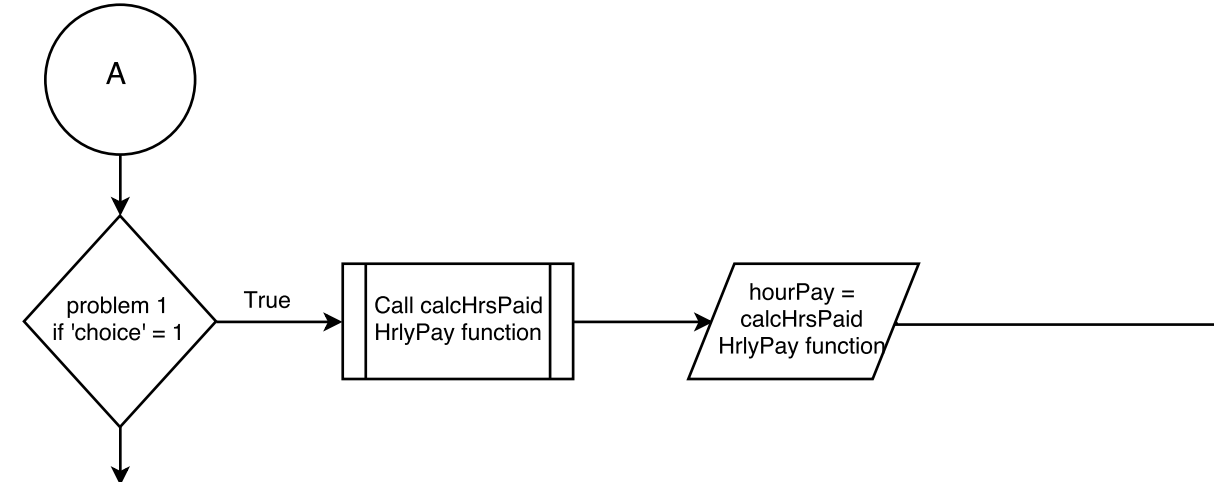 A
problem 1
if 'choice' = 1
True
Call calcHrsPaid
HrlyPay function
hourPay =
calcHrsPaid
HrlyPay function